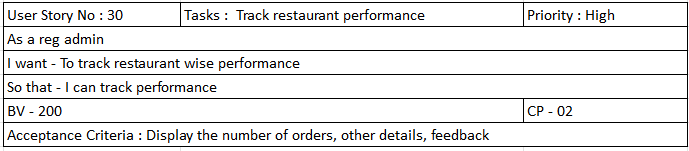 User Story No : 30 Tasks : Track restaurant performance Priority : High
As a reg admin
I want - To track restaurant wise performance
So that - I can track performance
BV - 200 CP - 02
Acceptance Criteria : Display the number of orders, other details, feedback